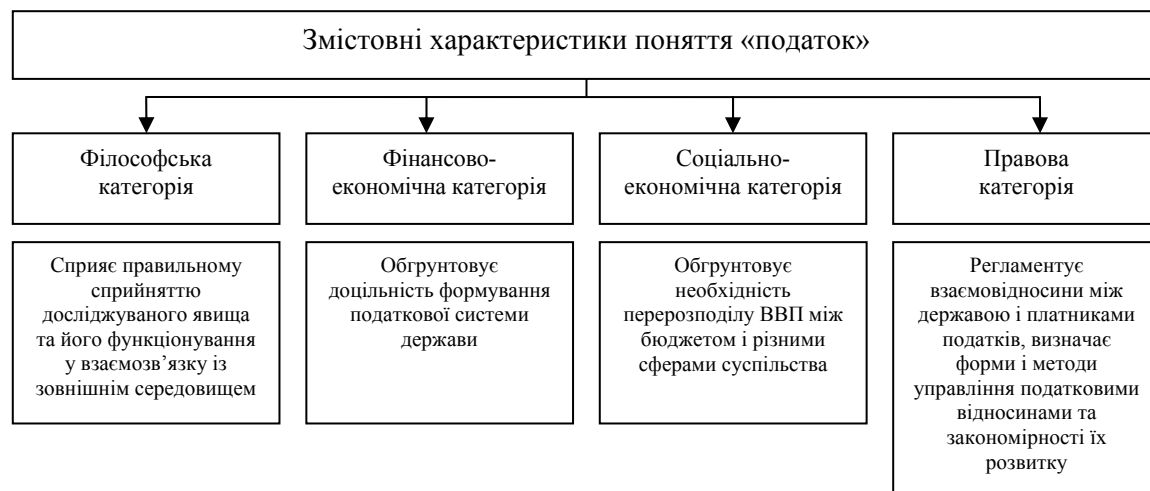 Змістовні характеристики поняття «податок»
Філософська
категорія
Фінансово-
економічна категорія
Соціально-
економічна категорія
Правова
категорія
Сприяє правильному
сприйняттю
досліджуваного явища
та його функціонування
у взаємозв’язку із
зовнішнім середовищем
Обгрунтовує
доцільність формування
податкової системи
держави
Обгрунтовує
необхідність
перерозподілу ВВП між
бюджетом і різними
сферами суспільства
Регламентує
взаємовідносини між
державою і платниками
податків, визначає
форми і методи
управління податковими
відносинами та
закономірності їх
розвитку